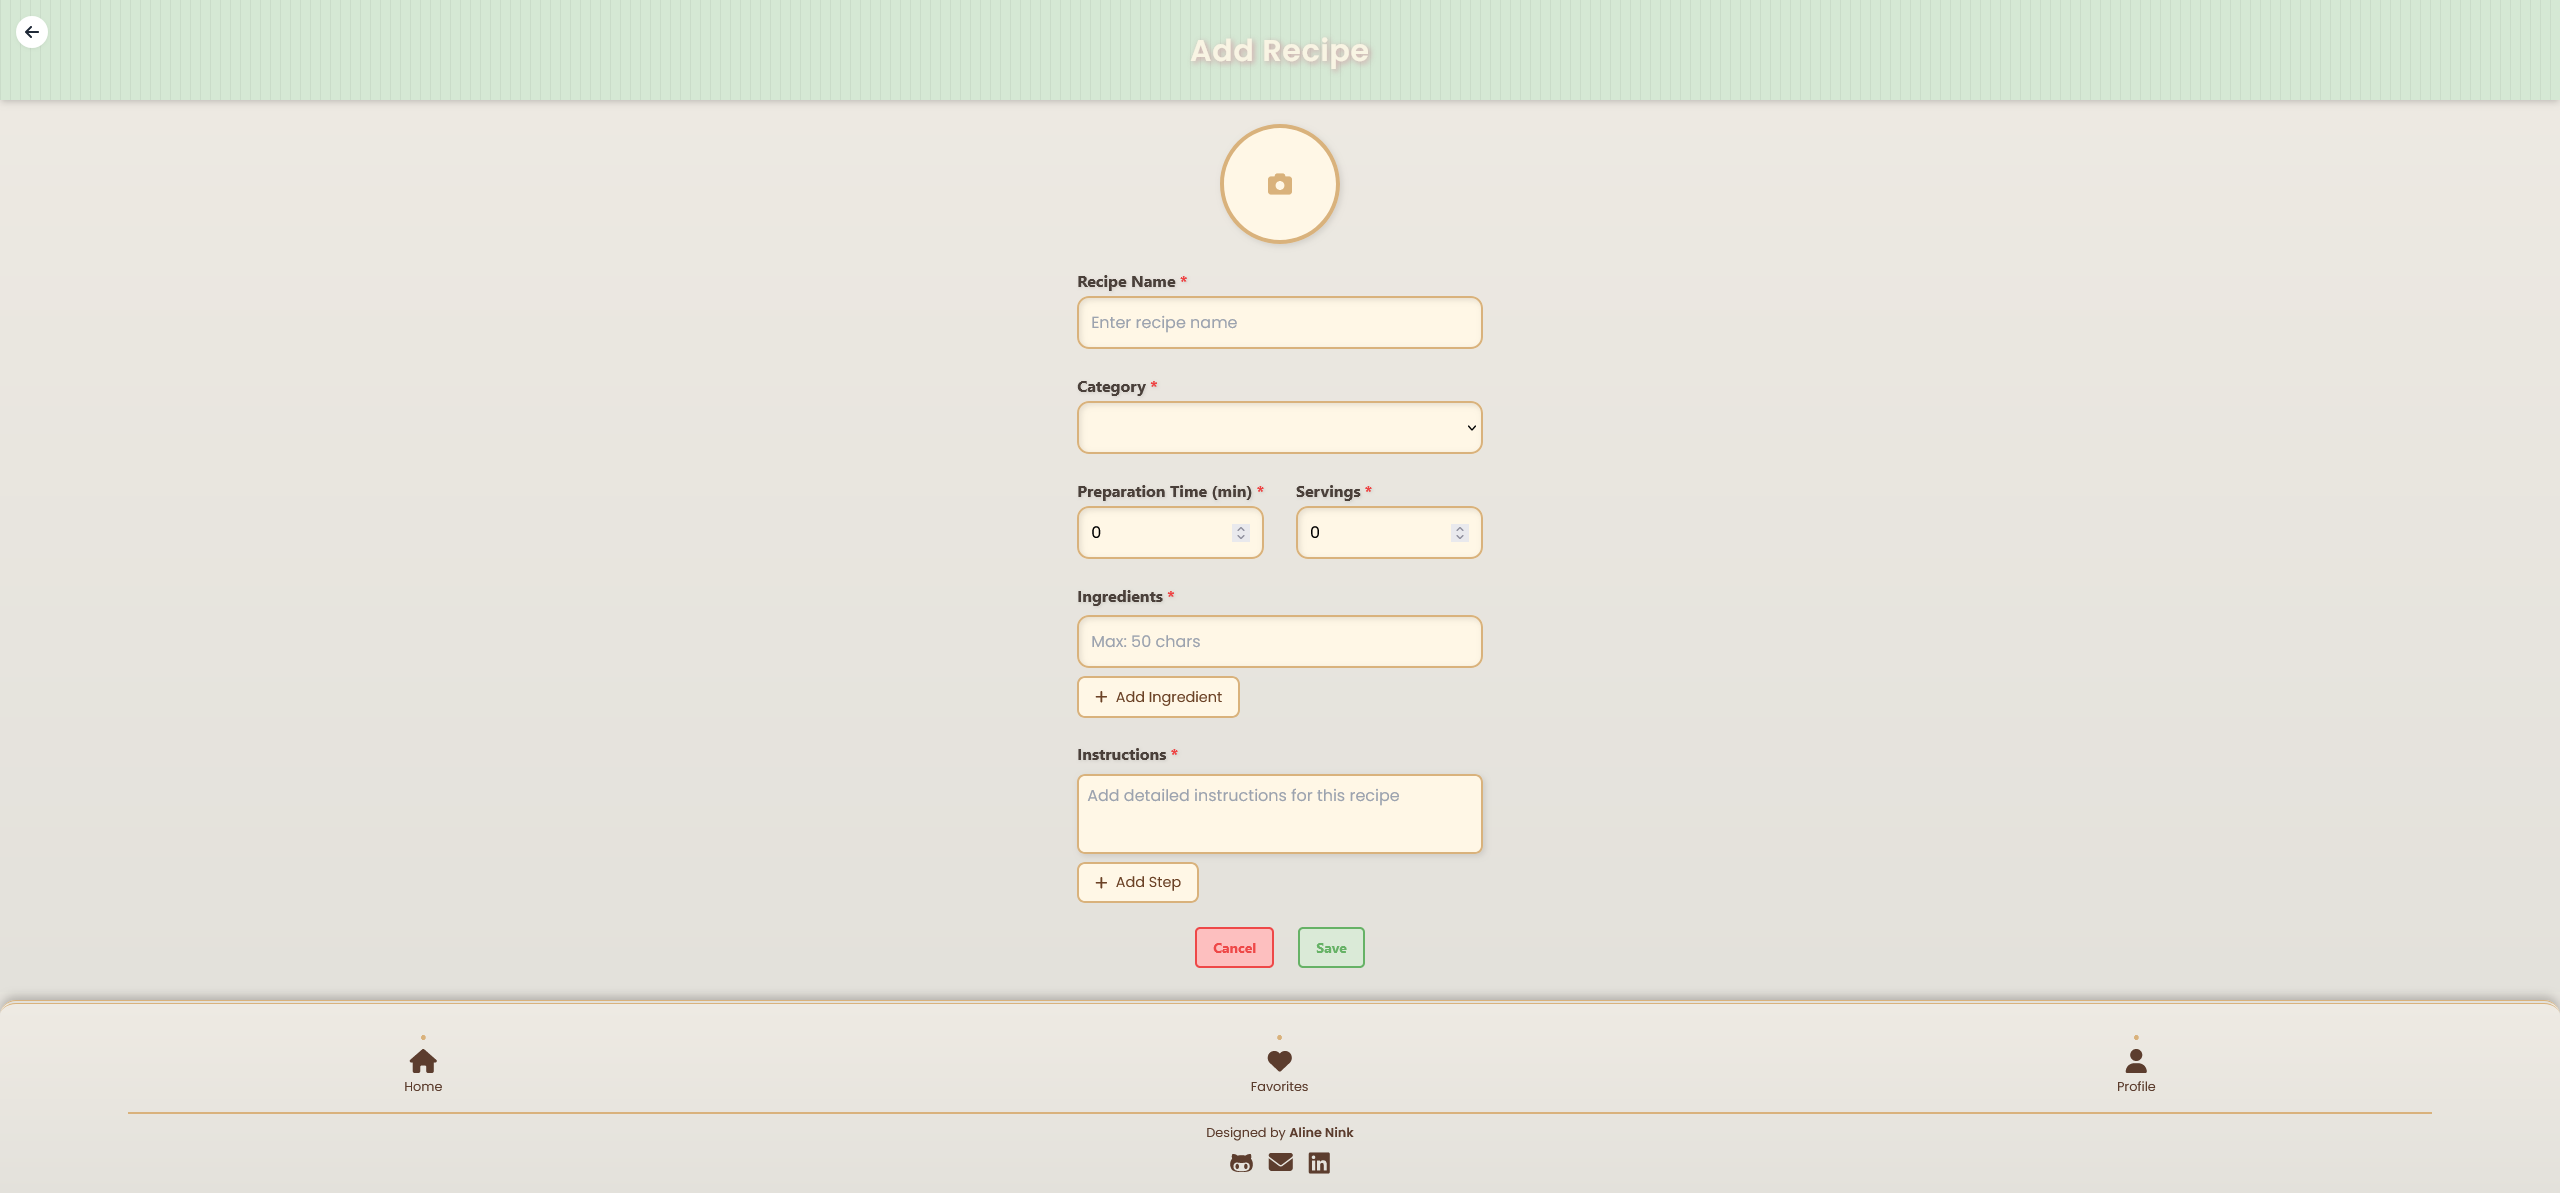 Add Recipe
Recipe Name *
Enter recipe name
Category *
Preparation Time (min) * Servings *
0 0
Ingredients *
Max: 50 chars
+ Add Ingredient
Instructions *
Add detailed instructions for this recipe
+ Add Step
Cancel Save
Home Favorites Profile
Designed by Aline Nink
in